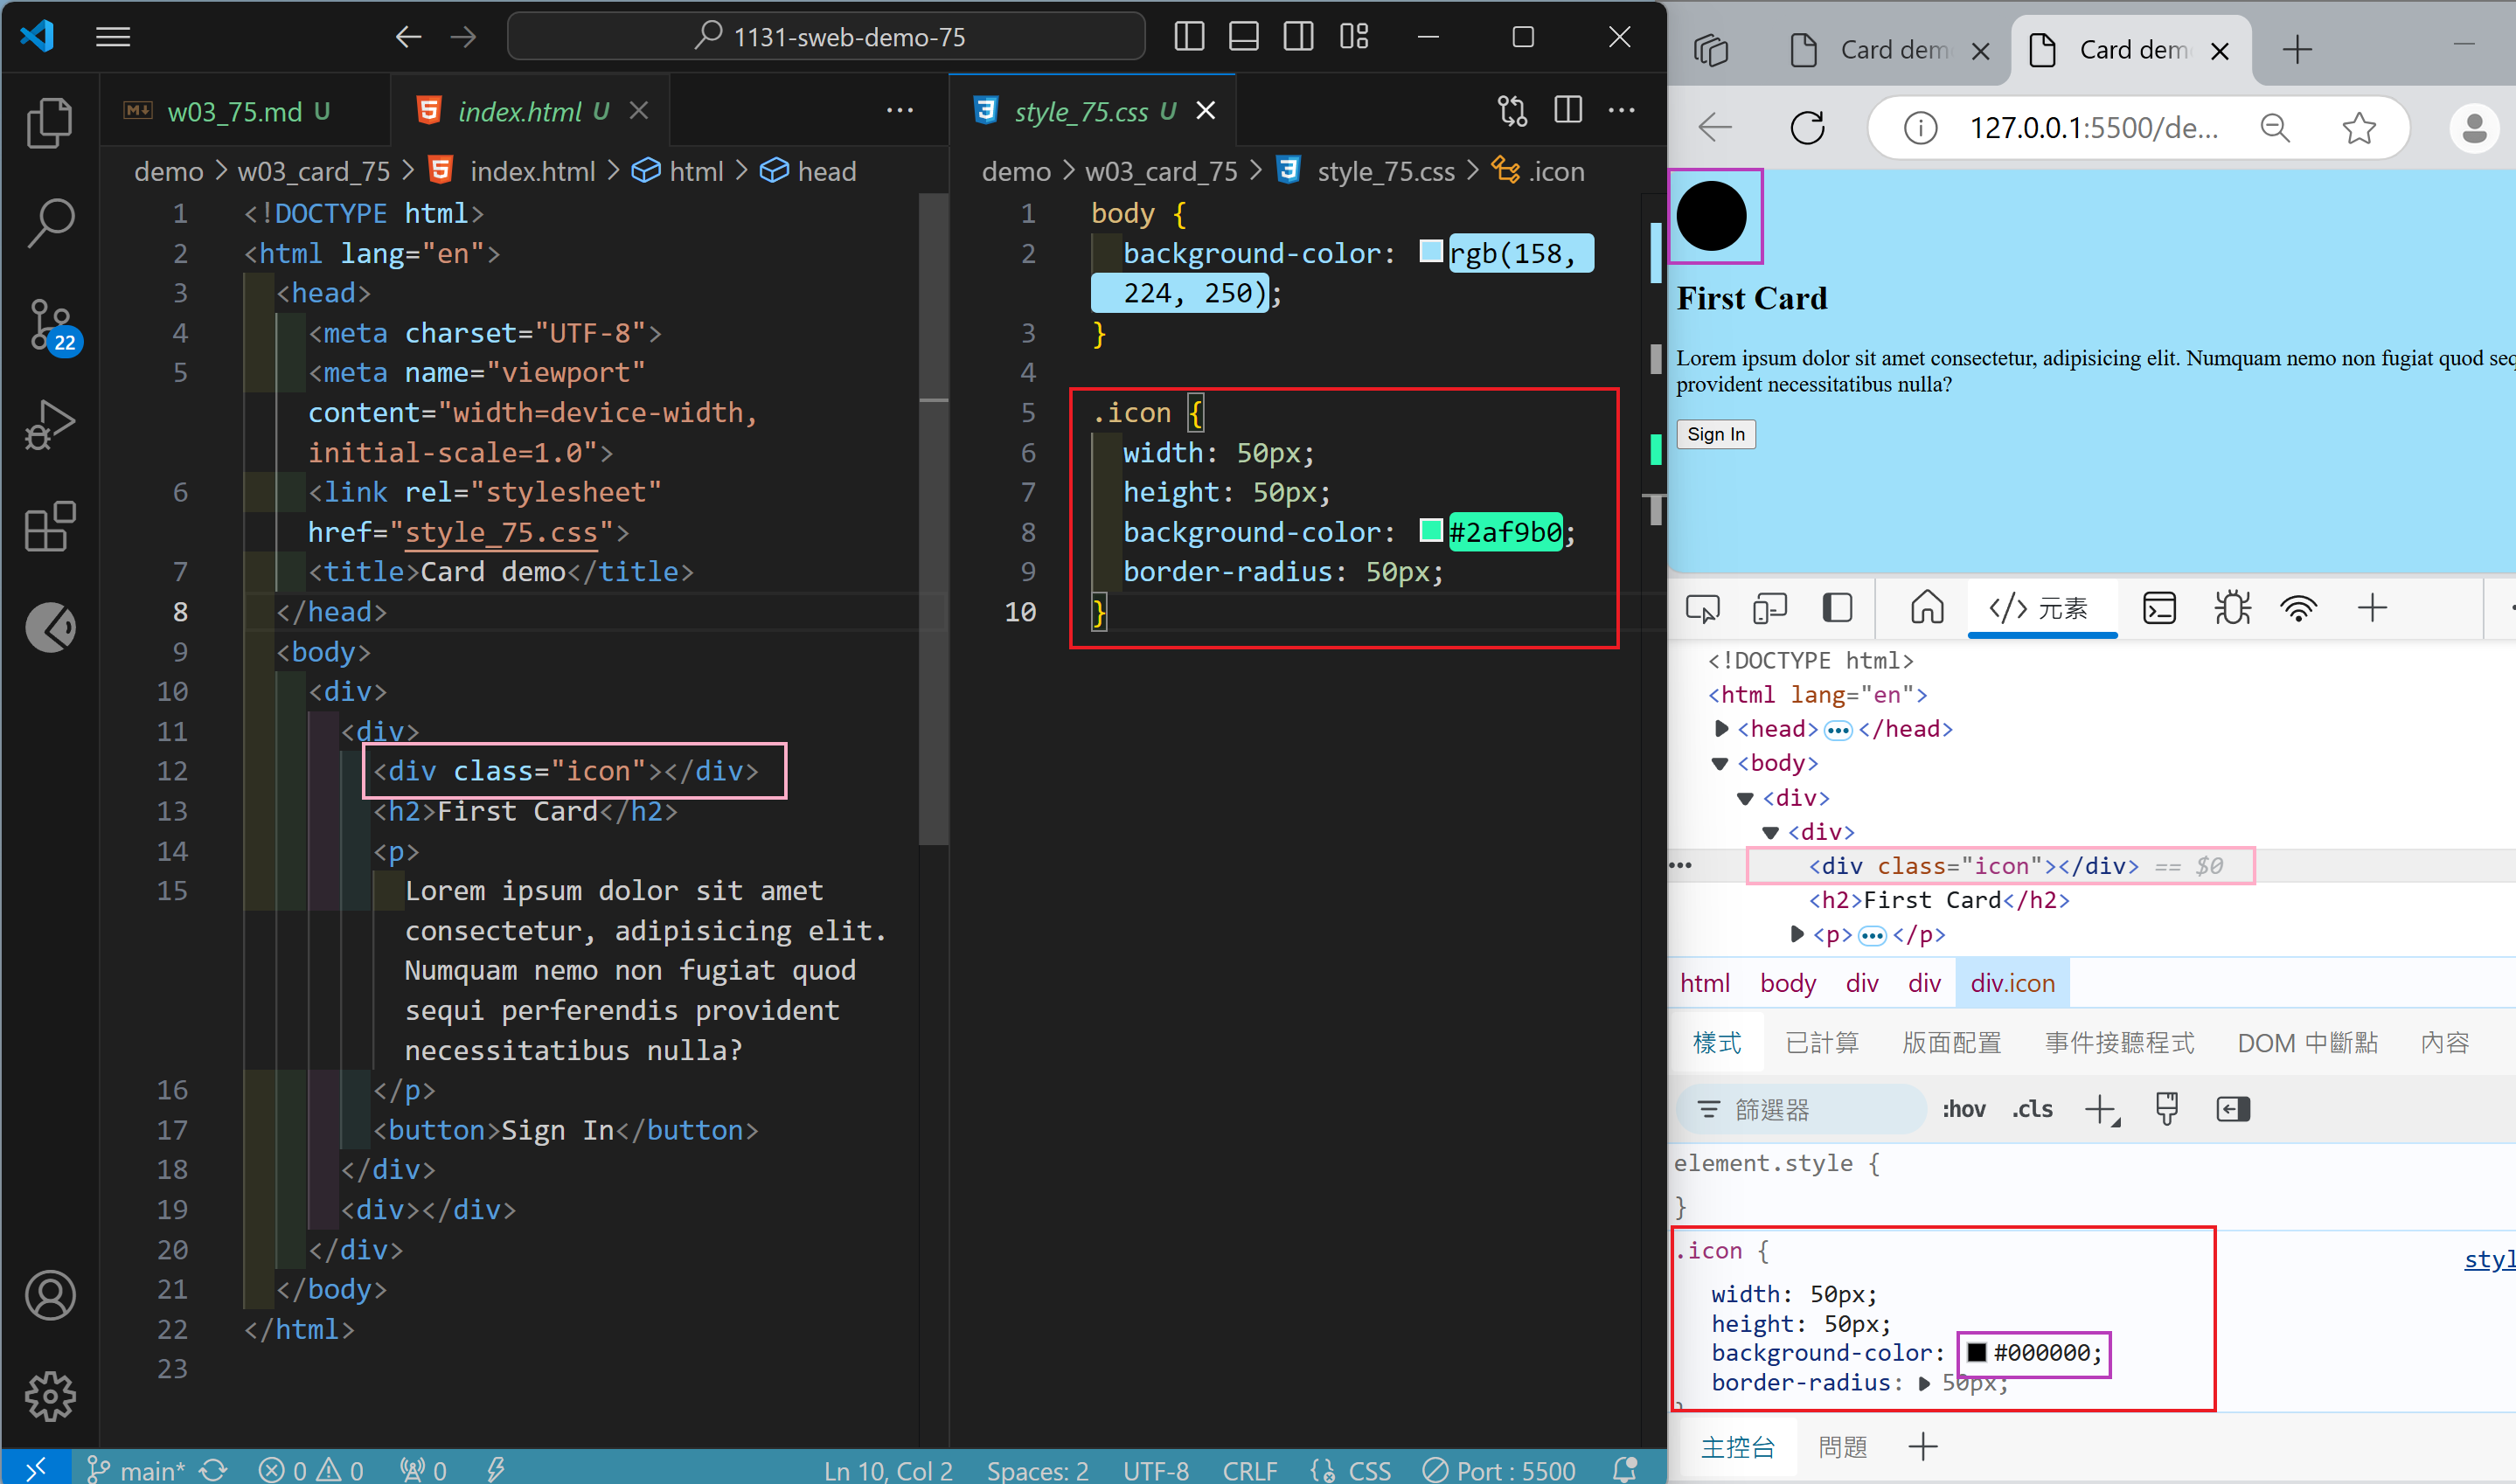 1131-sweb-demo-75
w03_75.md U
index.html U
demo > w03_card_75 > index.html > html > head
1 <!DOCTYPE html>
2 <html lang="en">
3 <head>
4 <meta charset="UTF-8">
5 <meta name="viewport"
content="width=device-width,
initial-scale=1.0">
6 <link rel="stylesheet"
href="style_75.css">
7 <title>Card demo</title>
8 </head>
9 <body>
10 <div>
11 <div>
12 <div class="icon"></div>
13 <h2>First Card</h2>
14 <p>
15 Lorem ipsum dolor sit amet
consectetur, adipisicing elit.
Numquam nemo non fugiat quod
sequi perferendis provident
necessitatibus nulla?
16 </p>
17 <button>Sign In</button>
18 </div>
19 <div></div>
20 </div>
21 </body>
22 </html>
23
style_75.css U
demo > w03_card_75 > style_75.css > .icon
1 body {
2 background-color: rgb(158,
224, 250);
3 }
4
5 .icon {
6 width: 50px;
7 height: 50px;
8 background-color: #2af9b0;
9 border-radius: 50px;
10 }
22
main* 0 0 0
Ln 10, Col 2 Spaces: 2 UTF-8 CRLF CSS Port : 5500
Card dem
Card dem
127.0.0.1:5500/de...
First Card
Lorem ipsum dolor sit amet consectetur, adipisicing elit. Numquam nemo non fugiat quod seq
provident necessitatibus nulla?
Sign In
元素
<!DOCTYPE html>
<html lang="en">
<head>•••</head>
<body>
<div>
<div>
<div class="icon"></div> == $0
<h2>First Card</h2>
<p>•••</p>
html body div div div.icon
樣式 已計算 版面配置 事件接聽程式 DOM 中斷點 內容
篩選器 :hov .cls
element.style {
}
.icon {
styl
width: 50px;
height: 50px;
background-color: #000000;
border-radius: 50px;
}
主控台 問題